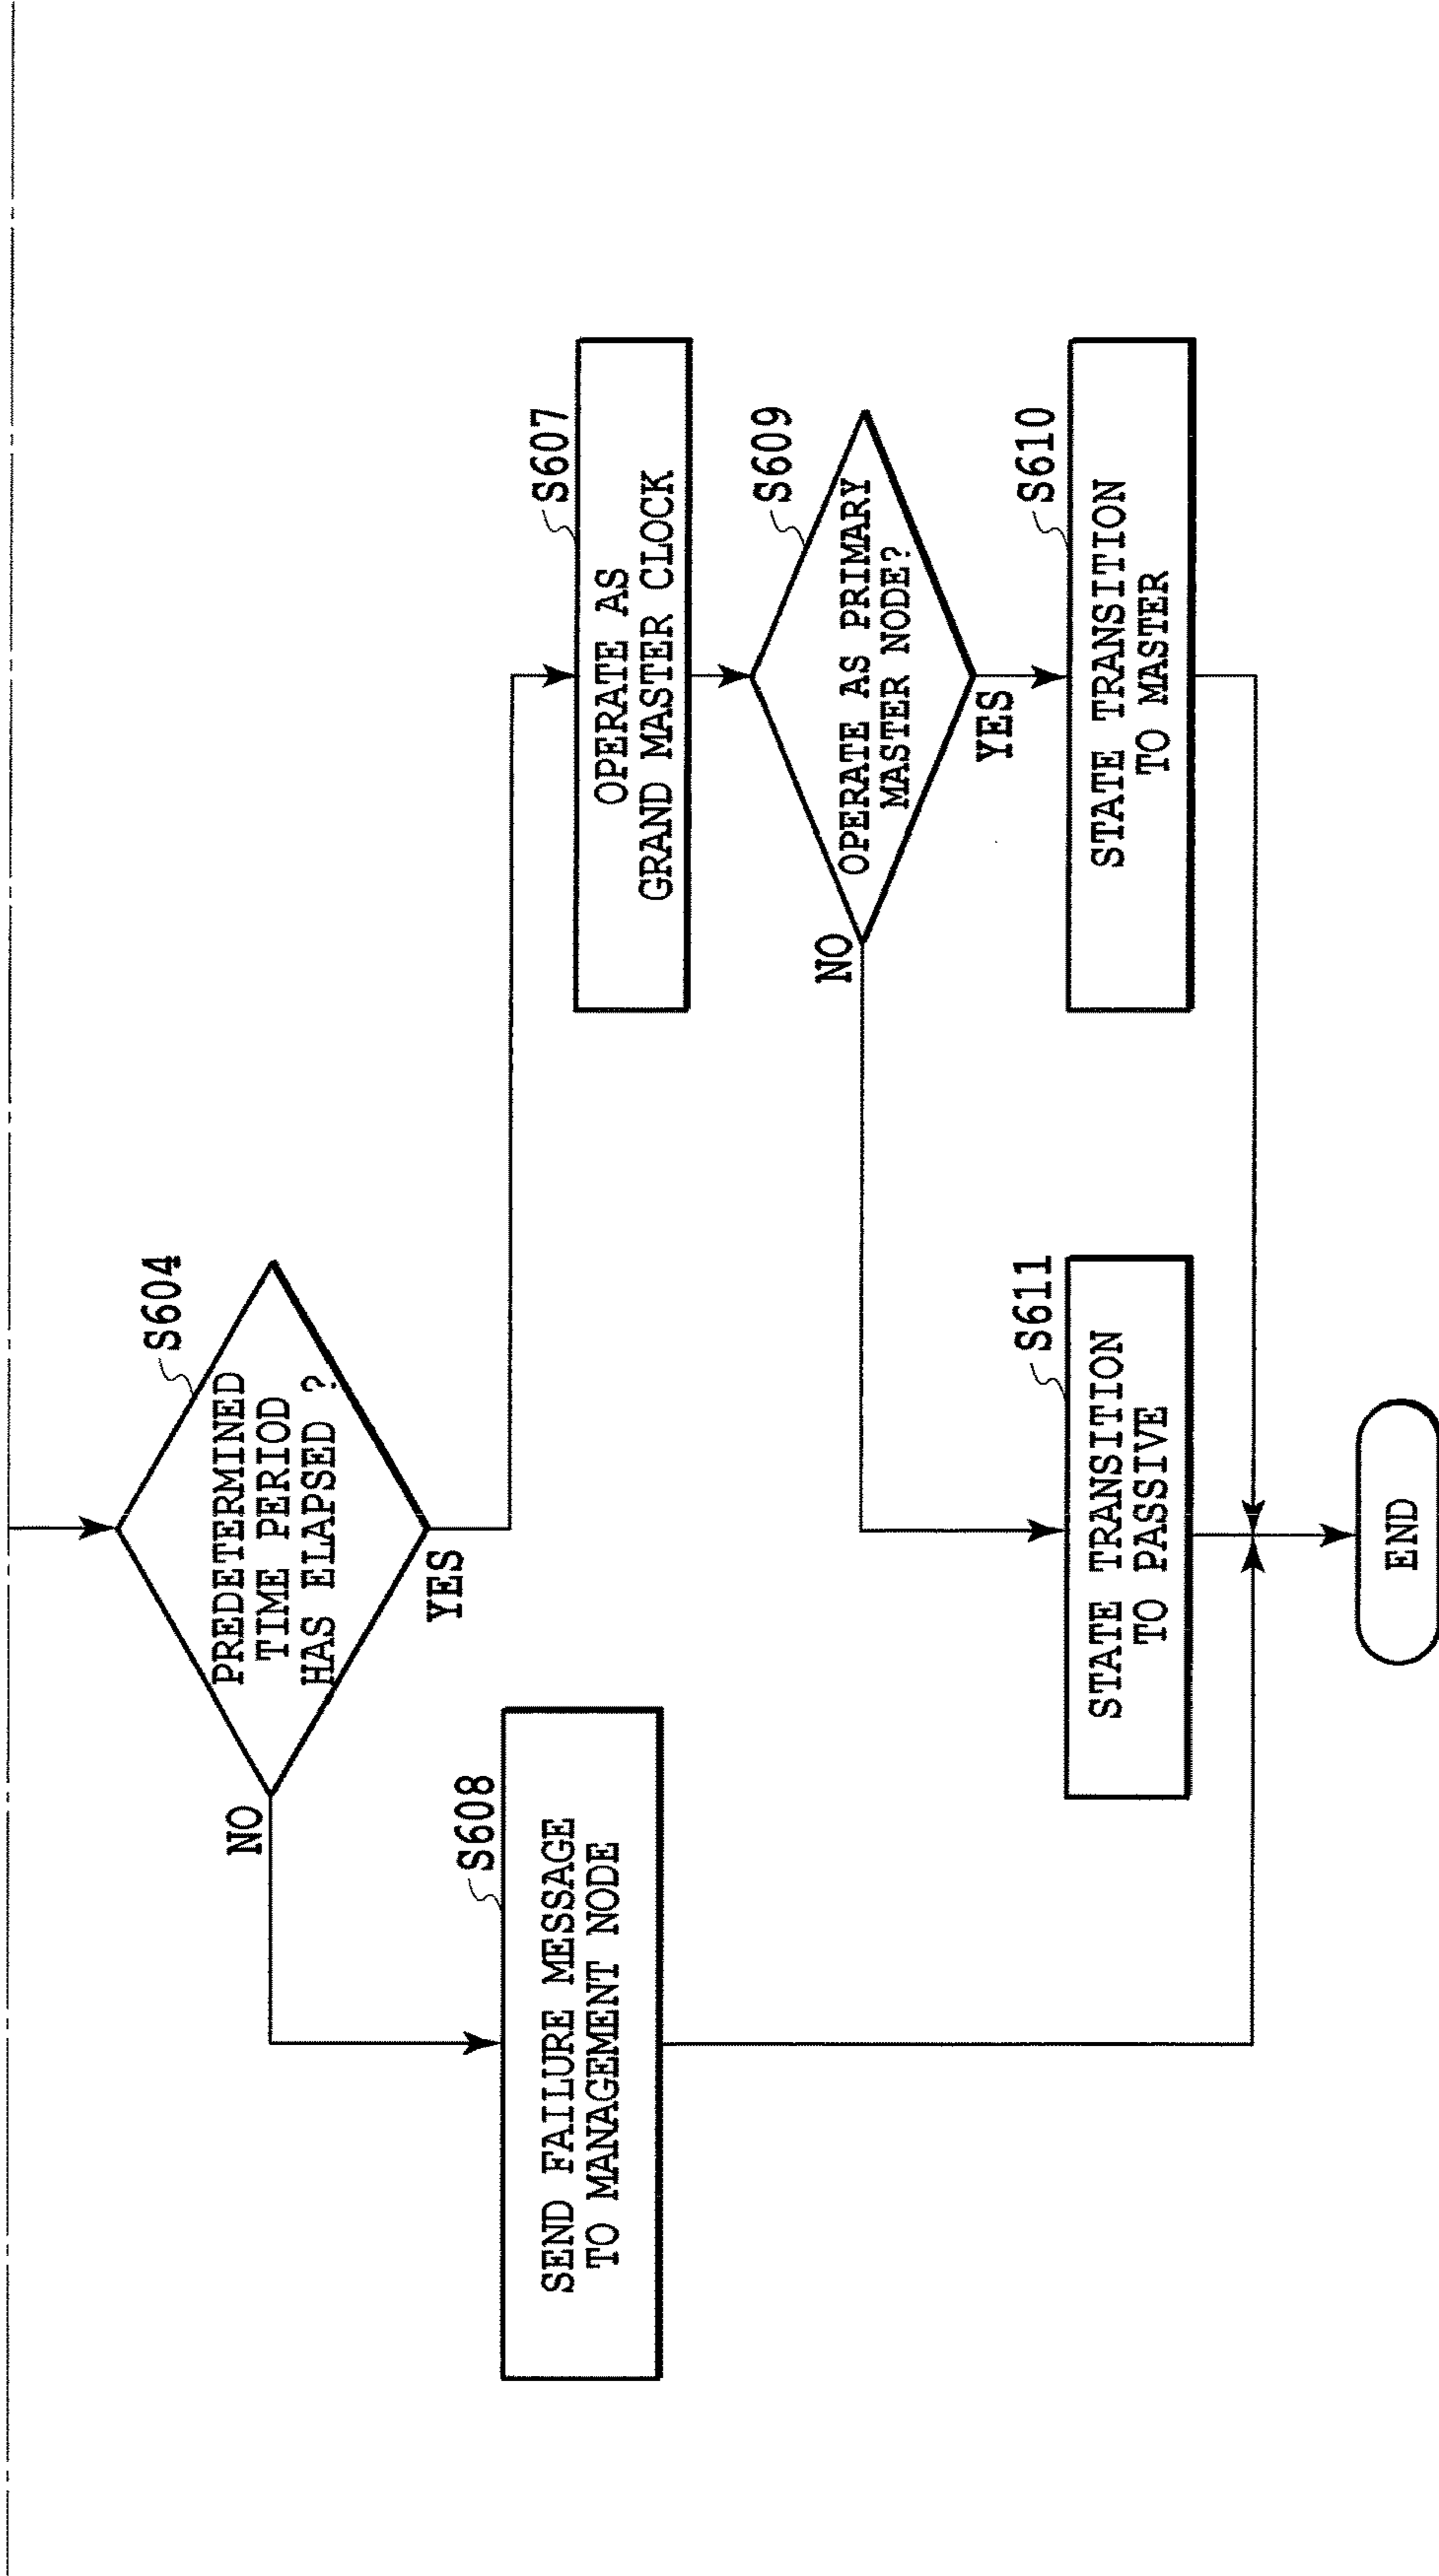 S604
PREDETERMINED
TIME PERIOD
HAS ELAPSED ?
NO
YES
S608
SEND FAILURE MESSAGE
TO MANAGEMENT NODE
S607
OPERATE AS
GRAND MASTER CLOCK
S609
OPERATE AS PRIMARY
MASTER NODE?
NO
YES
S611
STATE TRANSITION
TO PASSIVE
S610
STATE TRANSITION
TO MASTER
END